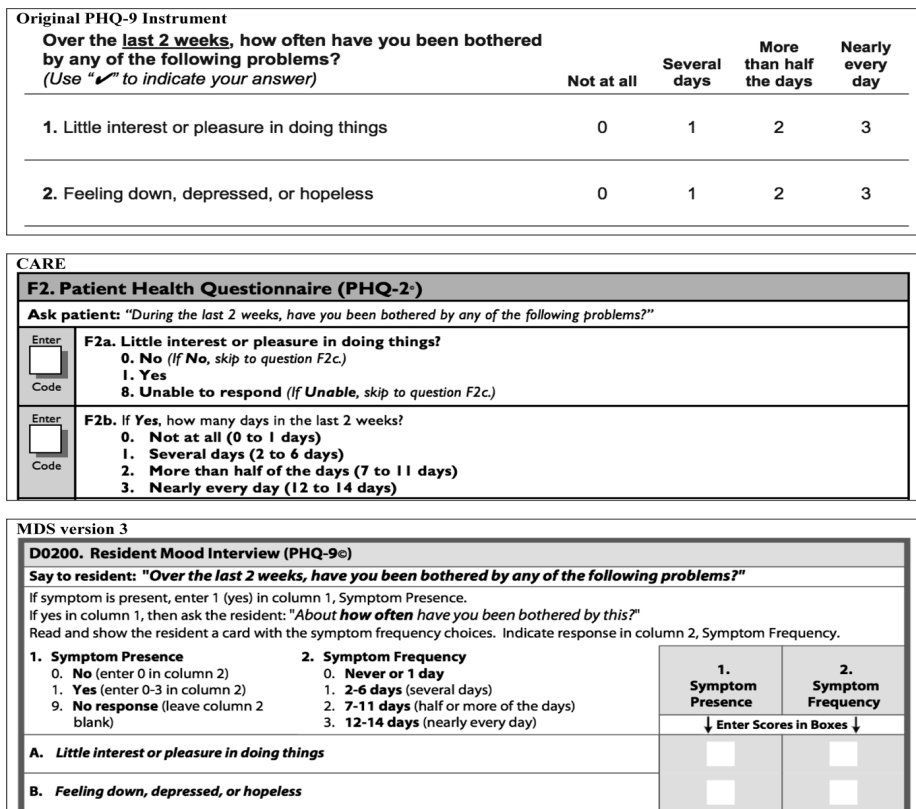 Original PHQ-9 Instrument
Over the last 2 weeks, how often have you been bothered
by any of the following problems?
(Use “✔” to indicate your answer)
Not at all
Several
days
More
than half
the days
Nearly
every
day
1. Little interest or pleasure in doing things 0 1 2 3
2. Feeling down, depressed, or hopeless 0 1 2 3
CARE
F2. Patient Health Questionnaire (PHQ-2©)
Ask patient: “During the last 2 weeks, have you been bothered by any of the following problems?”
Enter
Code
F2a. Little interest or pleasure in doing things?
0. No (If No, skip to question F2c.)
1. Yes
8. Unable to respond (If Unable, skip to question F2c.)
Enter
Code
F2b. If Yes, how many days in the last 2 weeks?
0. Not at all (0 to 1 days)
1. Several days (2 to 6 days)
2. More than half of the days (7 to 11 days)
3. Nearly every day (12 to 14 days)
MDS version 3
D0200. Resident Mood Interview (PHQ-9©)
Say to resident: "Over the last 2 weeks, have you been bothered by any of the following problems?"
If symptom is present, enter 1 (yes) in column 1, Symptom Presence.
If yes in column 1, then ask the resident: "About how often have you been bothered by this?"
Read and show the resident a card with the symptom frequency choices. Indicate response in column 2, Symptom Frequency.
1. Symptom Presence
0. No (enter 0 in column 2)
1. Yes (enter 0-3 in column 2)
9. No response (leave column 2
blank)
2. Symptom Frequency
0. Never or 1 day
1. 2-6 days (several days)
2. 7-11 days (half or more of the days)
3. 12-14 days (nearly every day)
1.
Symptom
Presence
2.
Symptom
Frequency
↓ Enter Scores in Boxes ↓
A. Little interest or pleasure in doing things
B. Feeling down, depressed, or hopeless